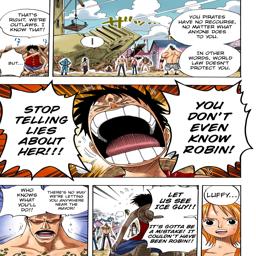 YOU PIRATES
HAVE NO RECOURSE,
NO MATTER WHAT
ANYONE DOES
TO YOU.
IN OTHER
WORDS, WORLD
LAW DOESN'T
PROTECT YOU.
THAT'S
RIGHT. WE'RE
OUTLAWS. I
KNOW THAT!!
BUT...
YOU
DON'T
EVEN
KNOW
ROBIN!
STOP
TELLING
LIES
ABOUT
HER!!!
LUFFY...
LET
US SEE
ICE GUY!!
IT'S GOTTA BE
A MISTAKE! IT
COULDN'T HAVE
BEEN ROBIN!!
THERE'S NO WAY
WE'RE LETTING
YOU ANYWHERE
NEAR THE
MAYOR!
WHO
KNOWS
WHAT
YOU'LL
DO!!